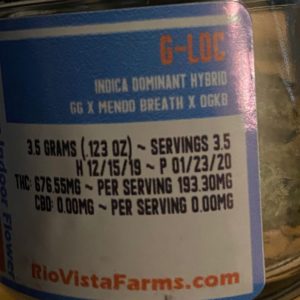 G-LOC
INDICA DOMINANT HYBRID
GG X MENDO BREATH X OGKB
3.5 GRAMS (.123 OZ) ~ SERVINGS 3.5
H 12/15/19 ~ P 01/23/20
THC: 676.55MG ~ PER SERVING 193.30MG
CBD: 0.00MG ~ PER SERVING 0.00MG
RioVistaFarms.com
Indoor Flower